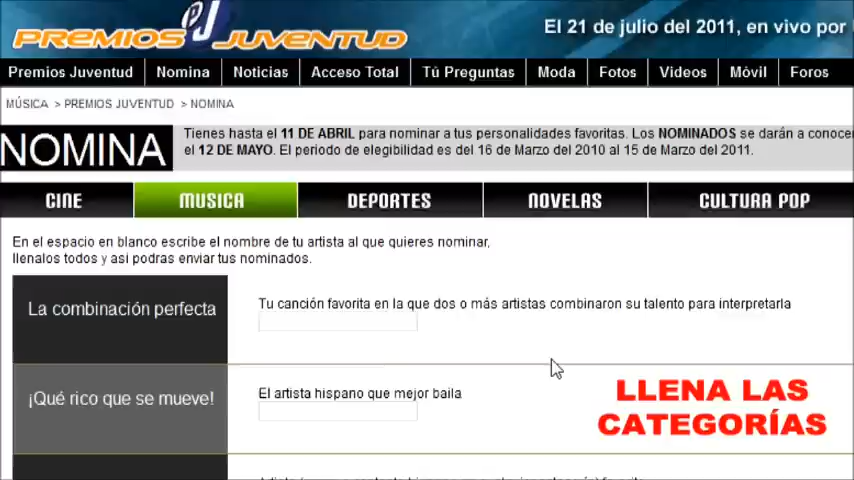 PREMIOS JUVENTUD
El 21 de julio del 2011, en vivo por
Premios Juventud Nomina Noticias Acceso Total Tú Preguntas Moda Fotos Videos Móvil Foros
MÚSICA > PREMIOS JUVENTUD > NOMINA
NOMINA
Tienes hasta el 11 DE ABRIL para nominar a tus personalidades favoritas. Los NOMINADOS se darán a conocer
el 12 DE MAYO. El periodo de elegibilidad es del 16 de Marzo del 2010 al 15 de Marzo del 2011.
CINE MUSICA DEPORTES NOVELAS CULTURA POP
En el espacio en blanco escribe el nombre de tu artista al que quieres nominar,
llenalos todos y asi podras enviar tus nominados.
La combinación perfecta
Tu canción favorita en la que dos o más artistas combinaron su talento para interpretarla
¡Qué rico que se mueve!
El artista hispano que mejor baila
LLENA LAS
CATEGORÍAS